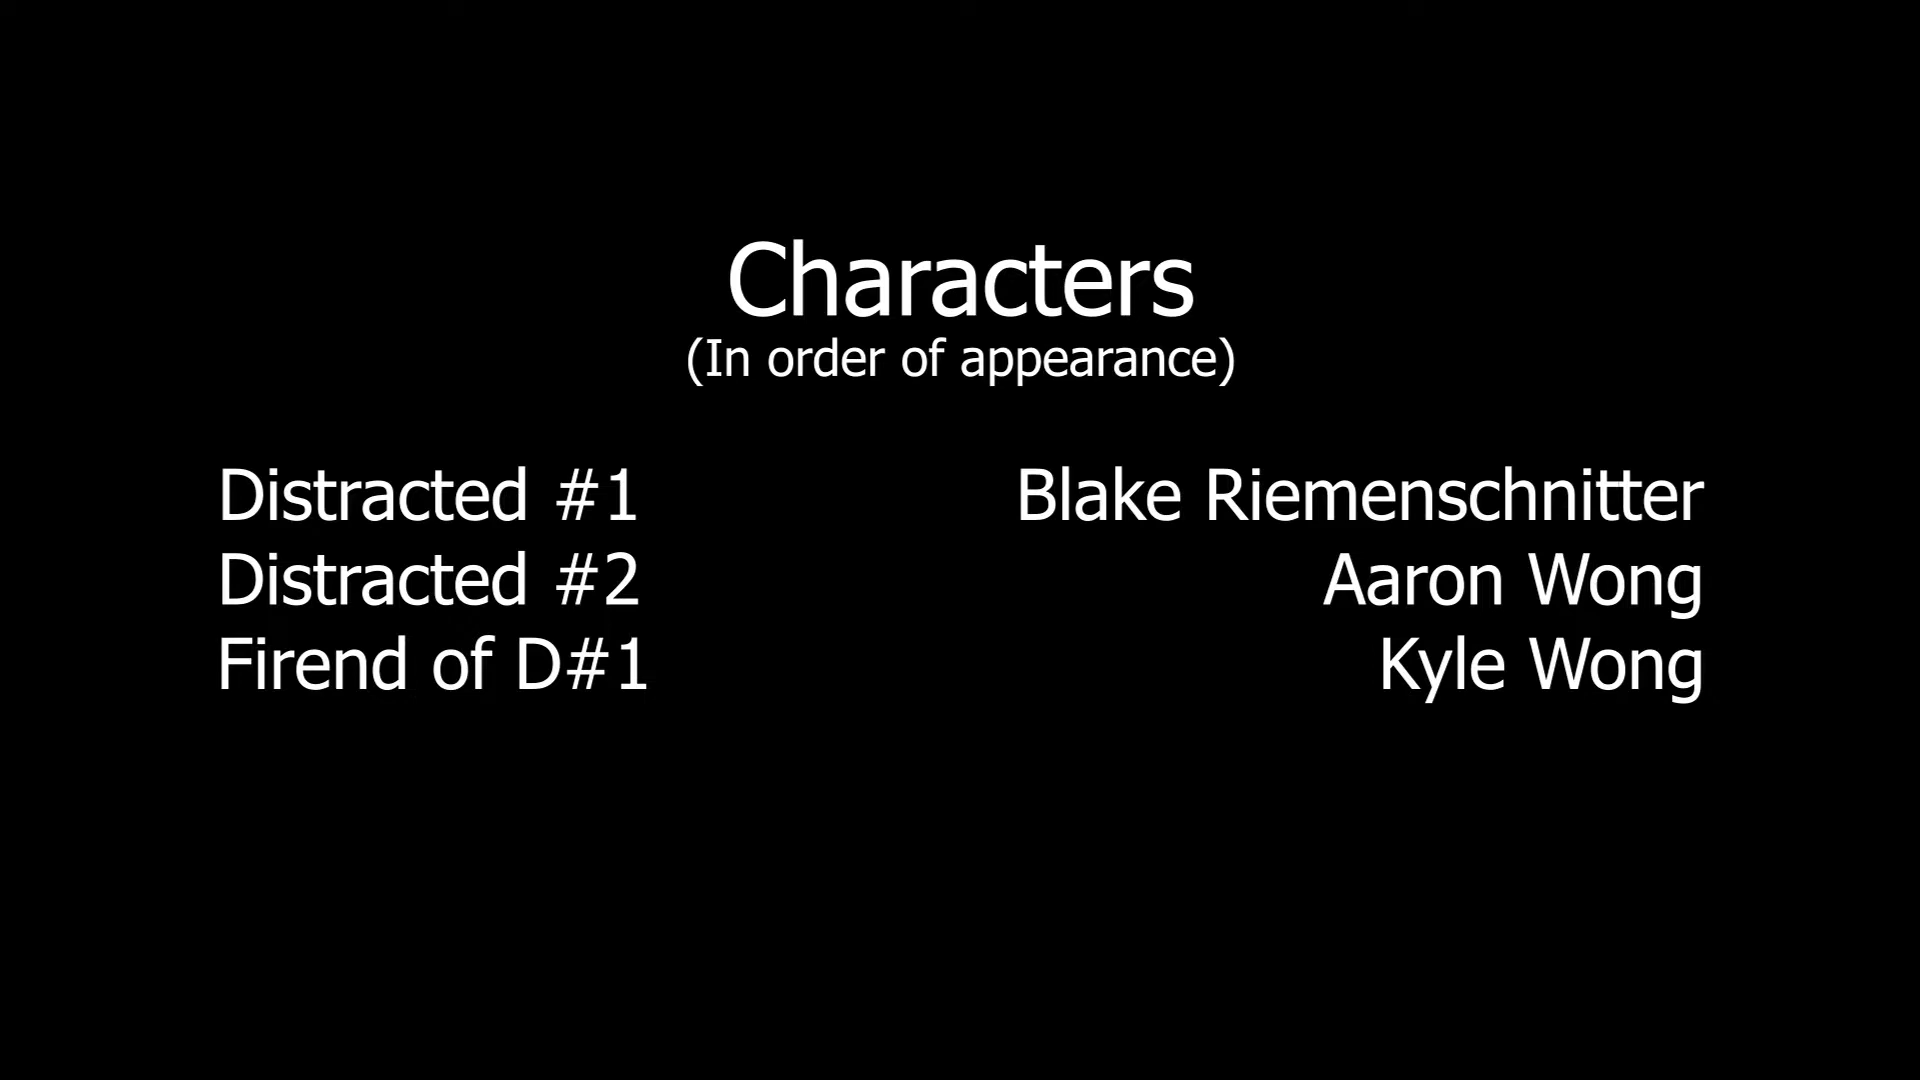 Characters
(In order of appearance)
Distracted #1 Blake Riemenschnitter
Distracted #2 Aaron Wong
Firend of D#1 Kyle Wong